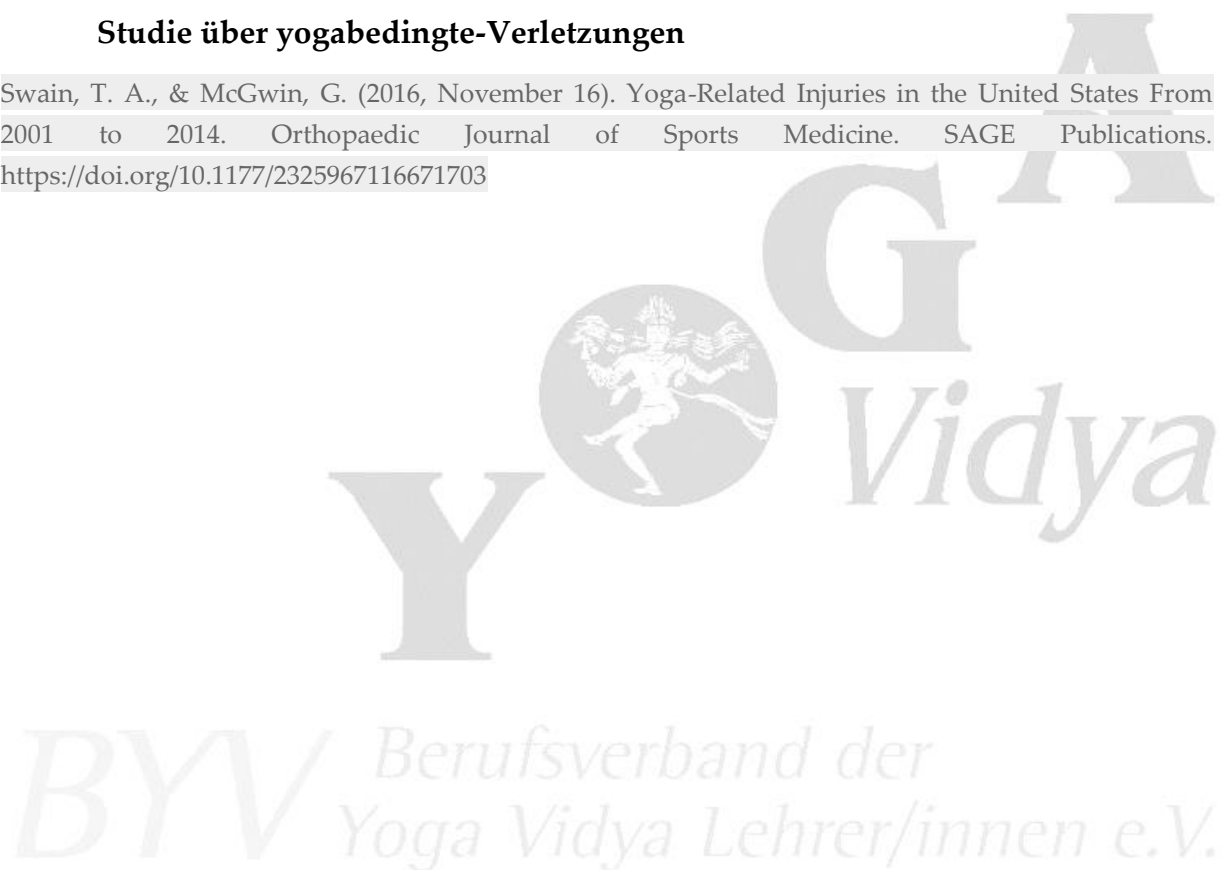 Studie über yogabedingte-Verletzungen
Swain, T. A., & McGwin, G. (2016, November 16). Yoga-Related Injuries in the United States From
2001 to 2014. Orthopaedic Journal of Sports Medicine. SAGE Publications.
https://doi.org/10.1177/2325967116671703
A
G
Vidya
Y
BYV Berufsverband der
Yoga Vidya Lehrer/innen e.V.